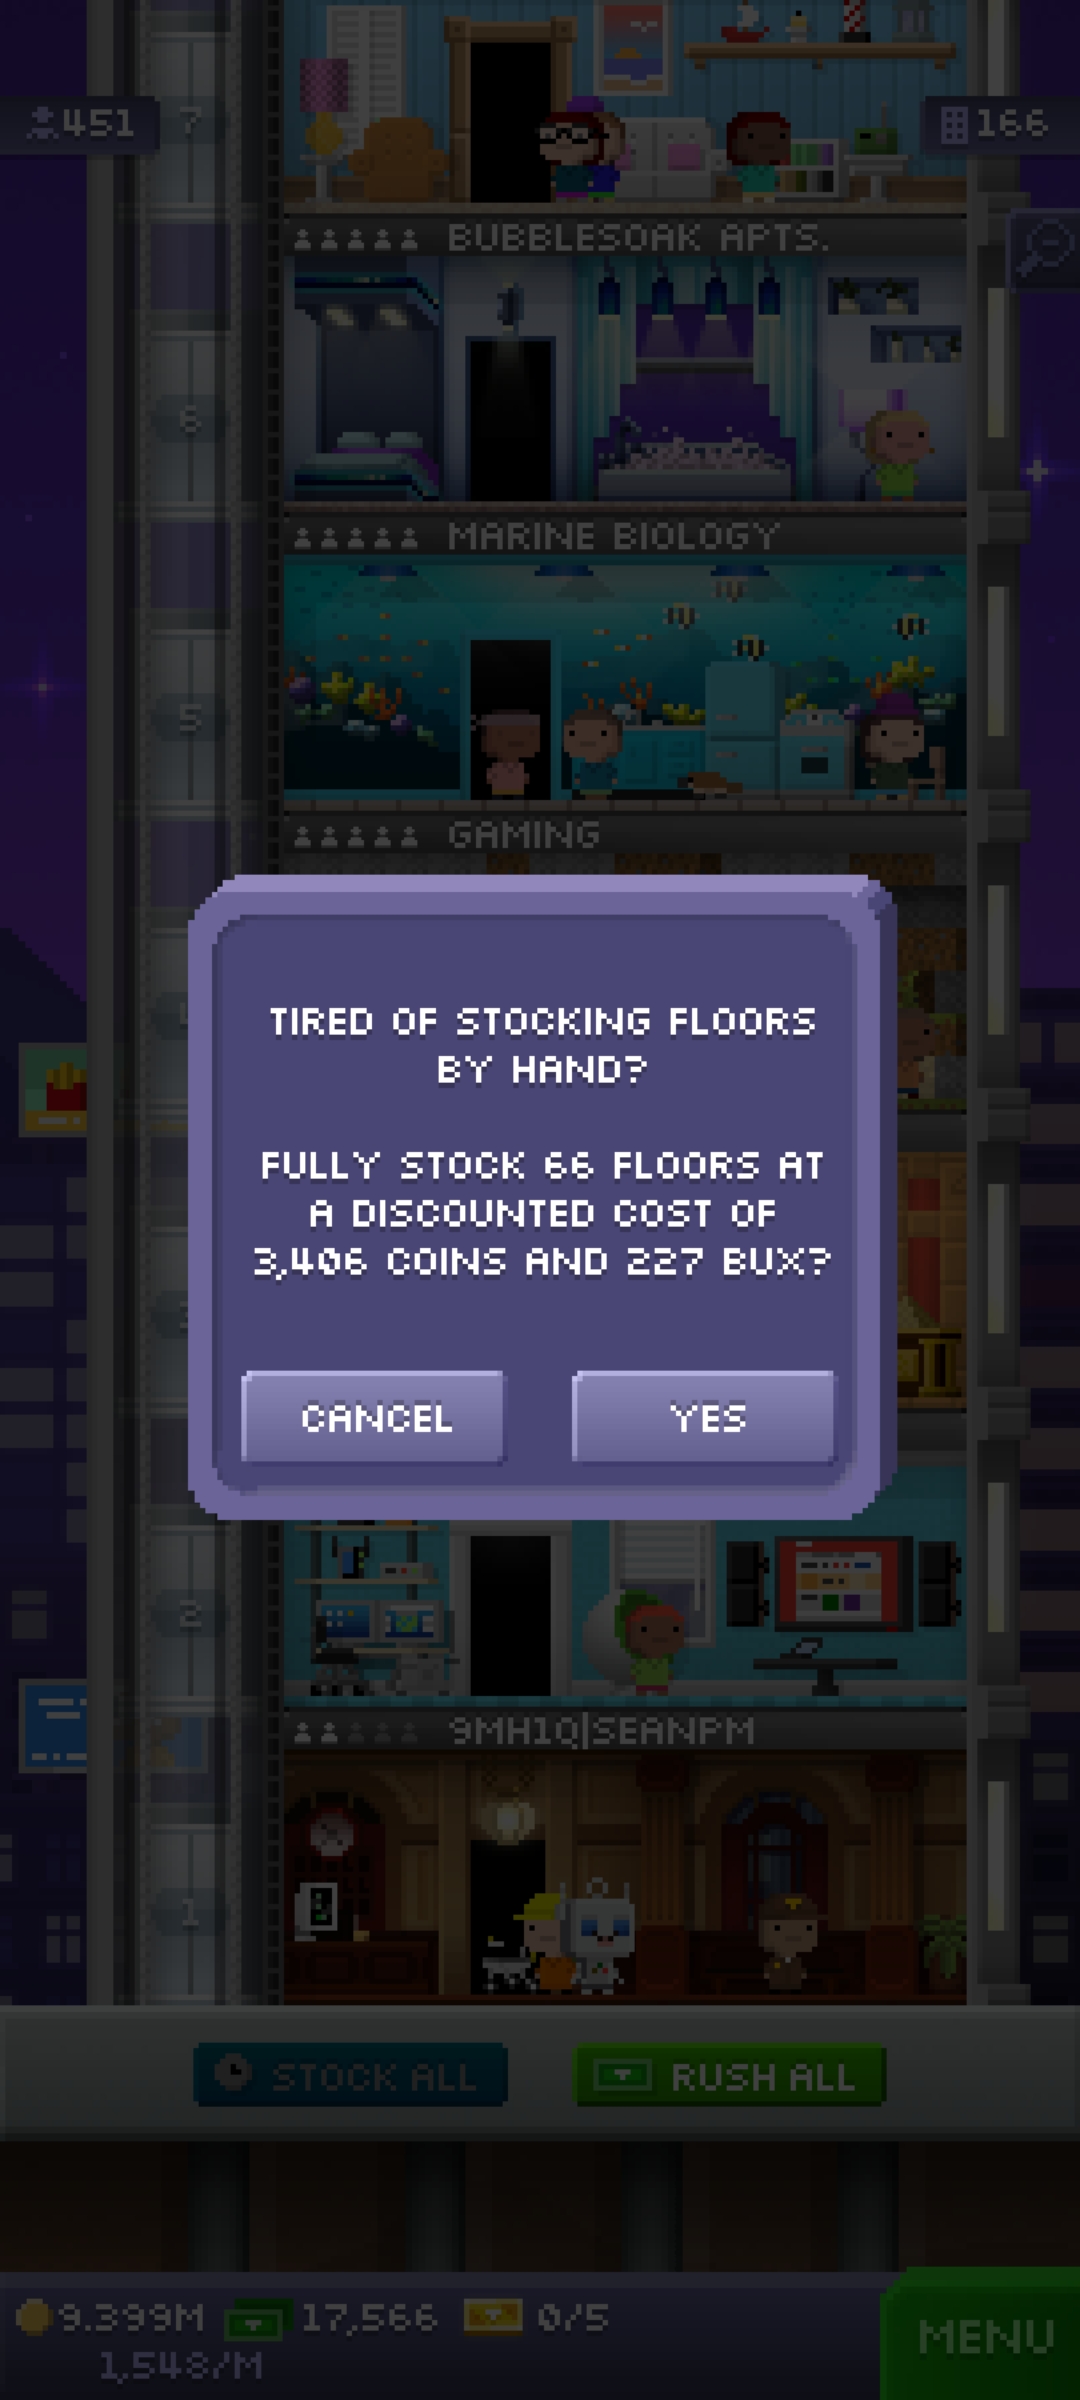 451
7
166
BUBBLESOAK APTS.
6
MARINE BIOLOGY
5
GAMING
TIRED OF STOCKING FLOORS
BY HAND?
FULLY STOCK 66 FLOORS AT
A DISCOUNTED COST OF
3,406 COINS AND 227 BUX?
CANCEL
YES
2
9MH1Q|SEANPM
1
STOCK ALL
RUSH ALL
9.399M
17,566
0/5
MENU
1,548/M